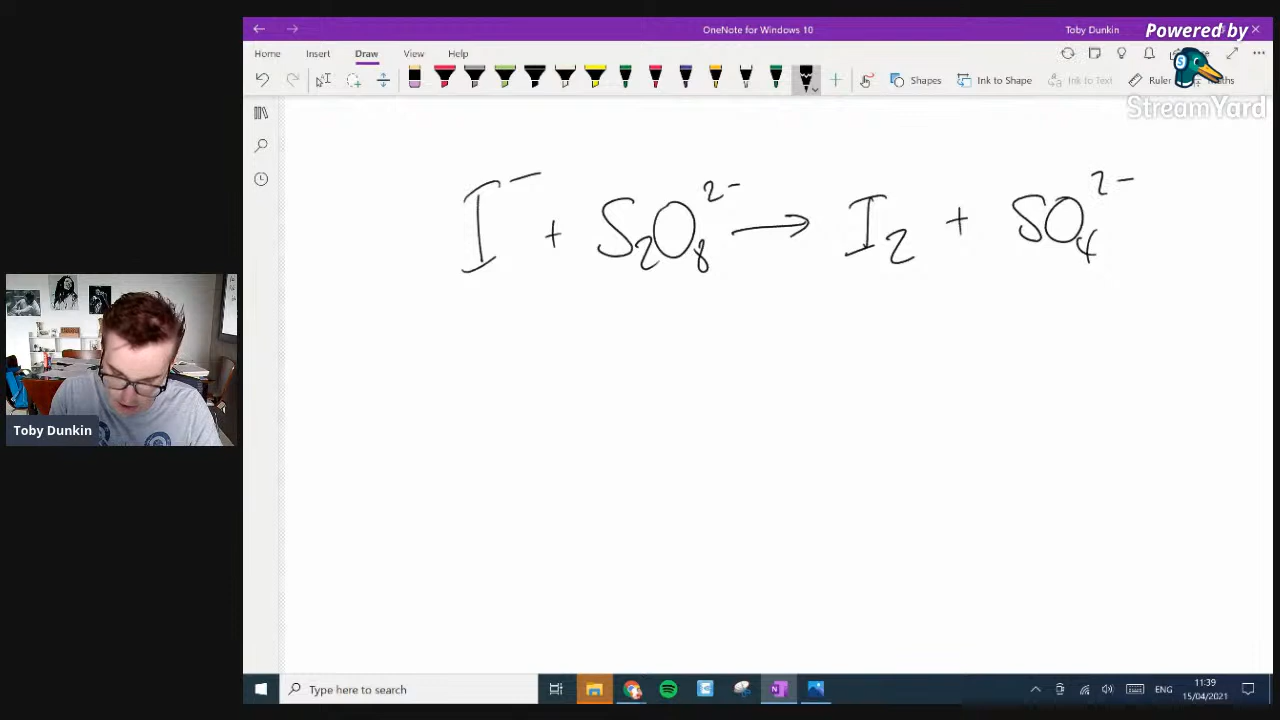 OneNote for Windows 10
Toby Dunkin
Powered by
StreamYard
Home Insert Draw View Help
Shapes Ink to Shape Ink to Text Ruler Maths
I⁻ + S₂O₈²⁻ → I₂ + SO₄²⁻
Toby Dunkin
Type here to search
ENG
11:39
15/04/2021